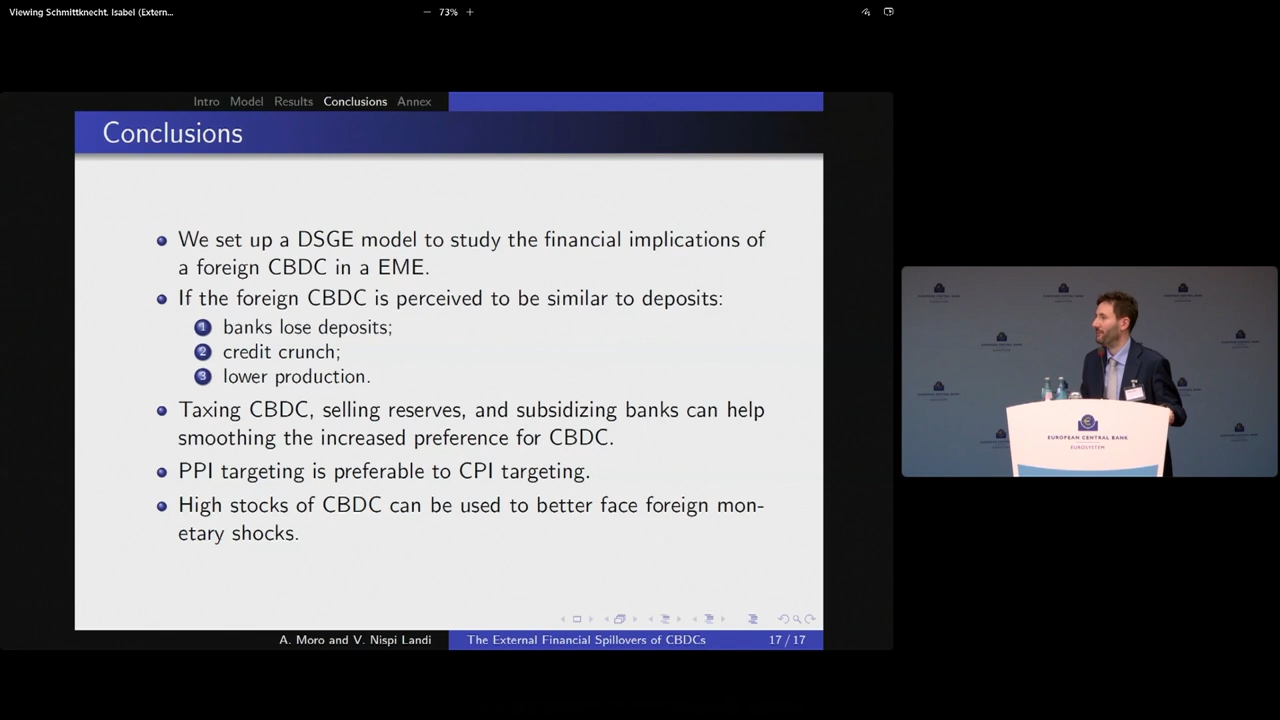 Viewing Schmittknecht, Isabel (Extern...
— 73% +
Intro Model Results Conclusions Annex
Conclusions
We set up a DSGE model to study the financial implications of
a foreign CBDC in a EME.
If the foreign CBDC is perceived to be similar to deposits:
1 banks lose deposits;
2 credit crunch;
3 lower production.
Taxing CBDC, selling reserves, and subsidizing banks can help
smoothing the increased preference for CBDC.
PPI targeting is preferable to CPI targeting.
High stocks of CBDC can be used to better face foreign mon-
etary shocks.
A. Moro and V. Nispi Landi
The External Financial Spillovers of CBDCs
17 / 17
EUROPEAN CENTRAL BANK
EUROSYSTEM